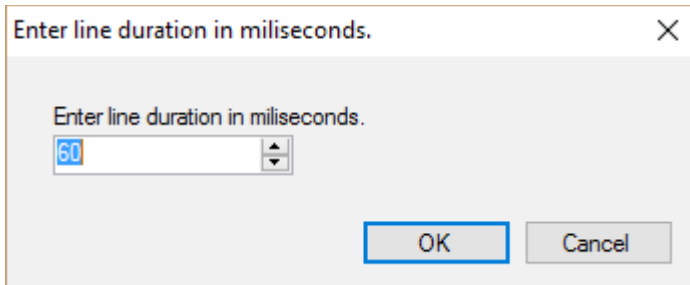 Enter line duration in miliseconds.
Enter line duration in miliseconds.
60
OK Cancel